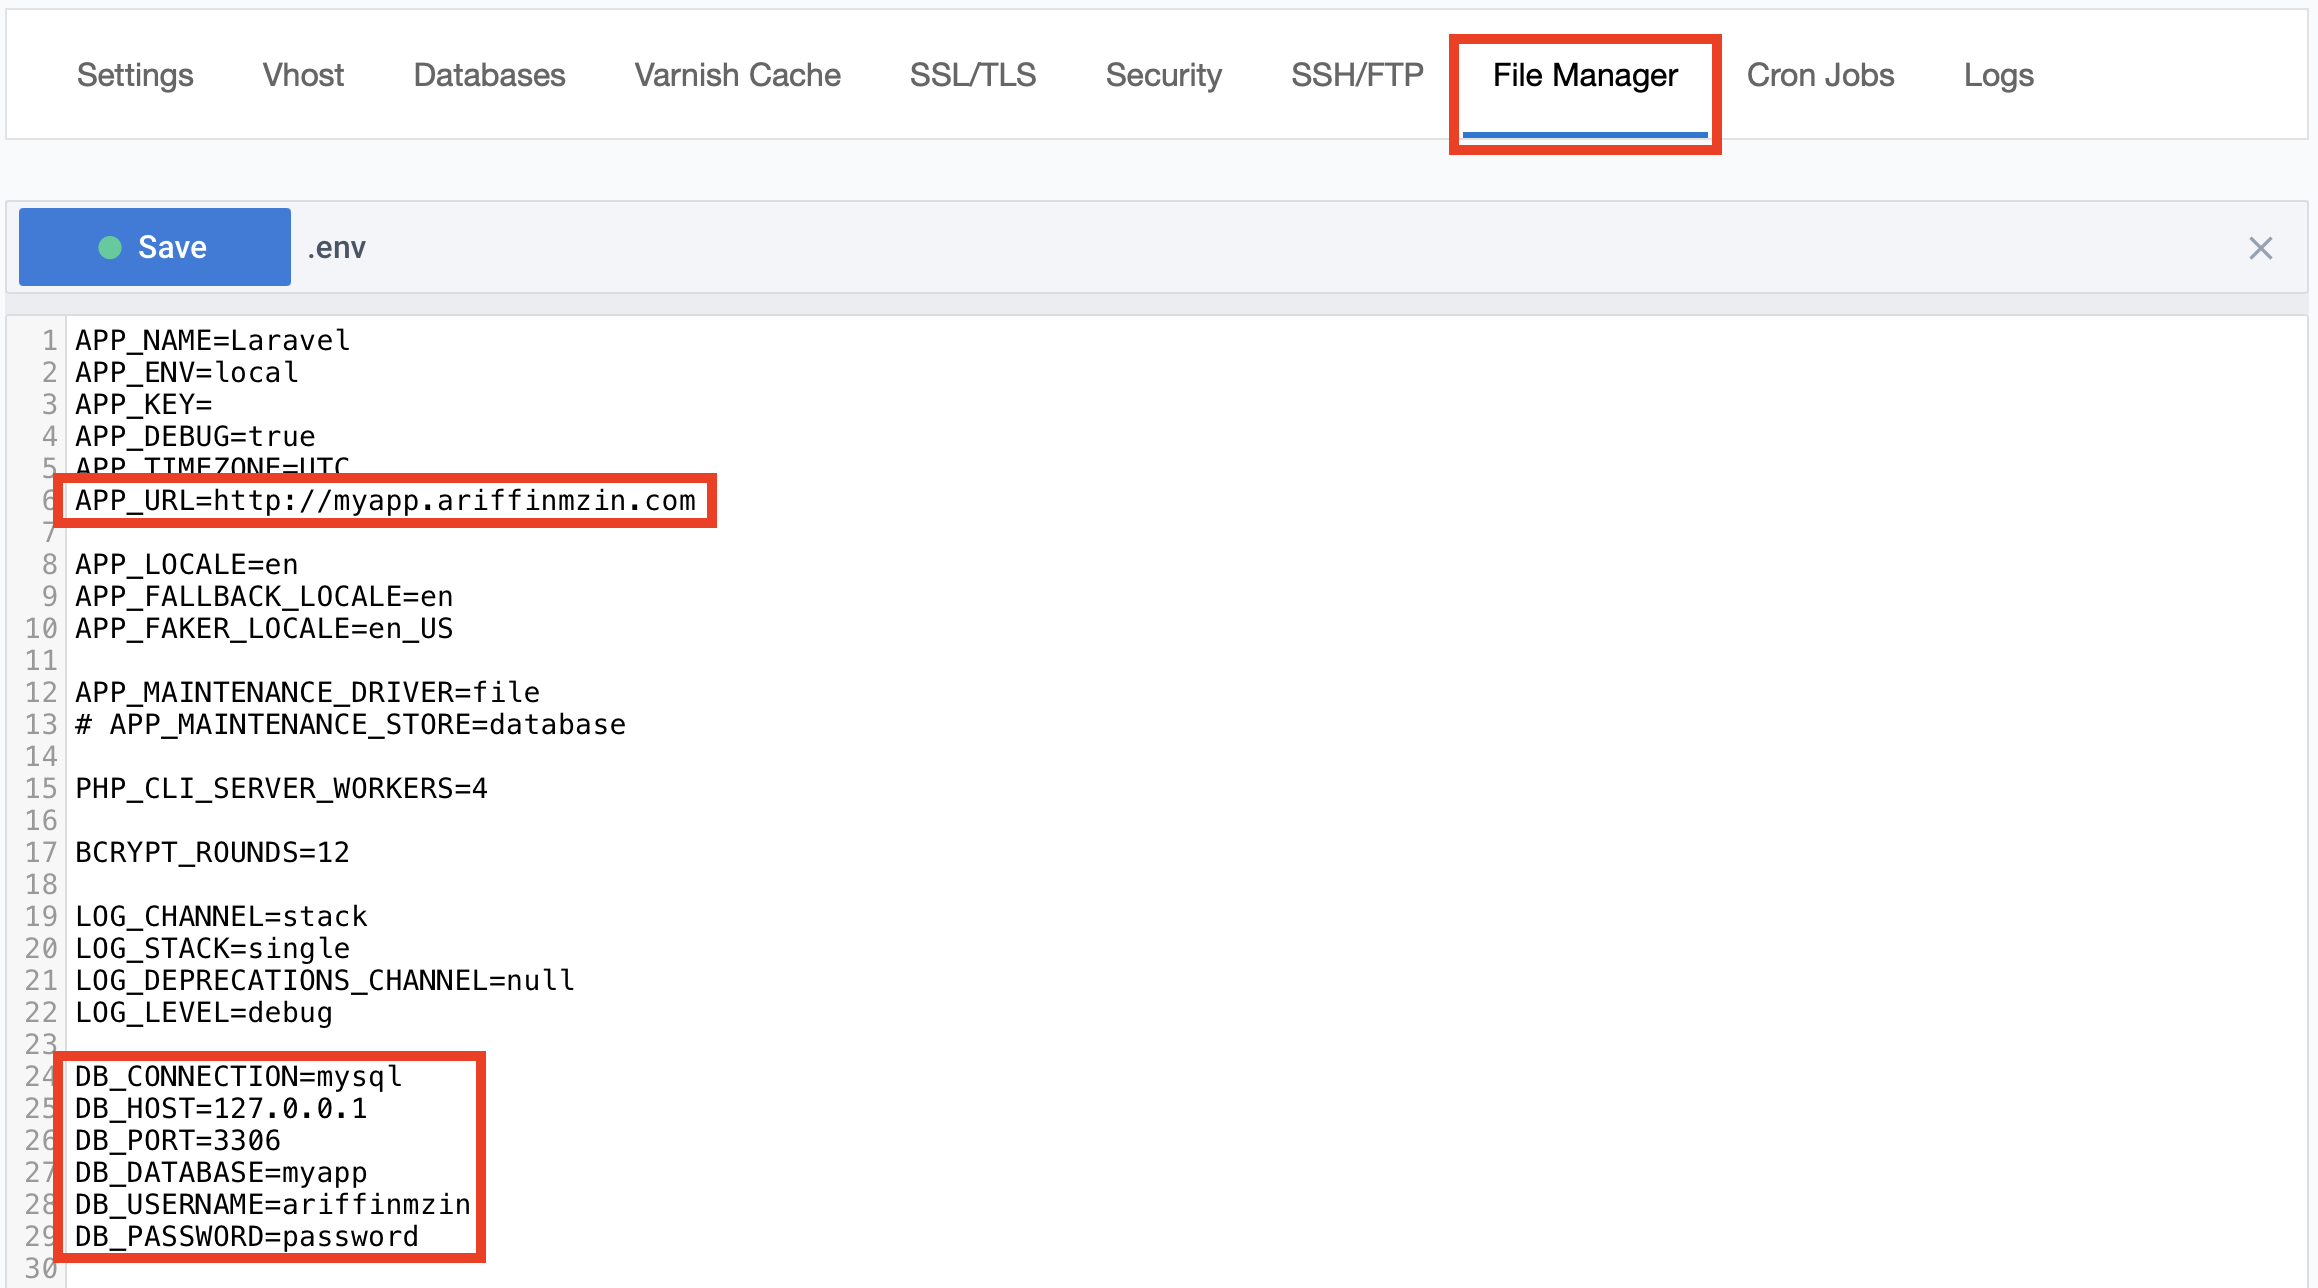 Settings Vhost Databases Varnish Cache SSL/TLS Security SSH/FTP File Manager Cron Jobs Logs
Save .env
1 APP_NAME=Laravel
2 APP_ENV=local
3 APP_KEY=
4 APP_DEBUG=true
5 APP_TIMEZONE=UTC
6 APP_URL=http://myapp.ariffinmzin.com
7
8 APP_LOCALE=en
9 APP_FALLBACK_LOCALE=en
10 APP_FAKER_LOCALE=en_US
11
12 APP_MAINTENANCE_DRIVER=file
13 # APP_MAINTENANCE_STORE=database
14
15 PHP_CLI_SERVER_WORKERS=4
16
17 BCRYPT_ROUNDS=12
18
19 LOG_CHANNEL=stack
20 LOG_STACK=single
21 LOG_DEPRECATIONS_CHANNEL=null
22 LOG_LEVEL=debug
23
24 DB_CONNECTION=mysql
25 DB_HOST=127.0.0.1
26 DB_PORT=3306
27 DB_DATABASE=myapp
28 DB_USERNAME=ariffinmzin
29 DB_PASSWORD=password
30